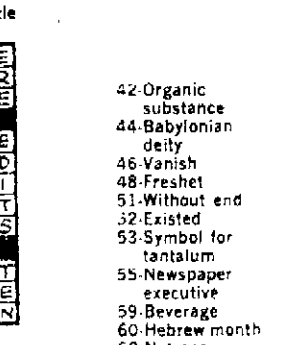 cle
E
R
E
E
D
I
T
S
T
E
N
42-Organic
substance
44-Babylonian
deity
46-Vanish
48-Freshet
51-Without end
52-Existed
53-Symbol for
tantalum
55-Newspaper
executive
59-Beverage
60-Hebrew month